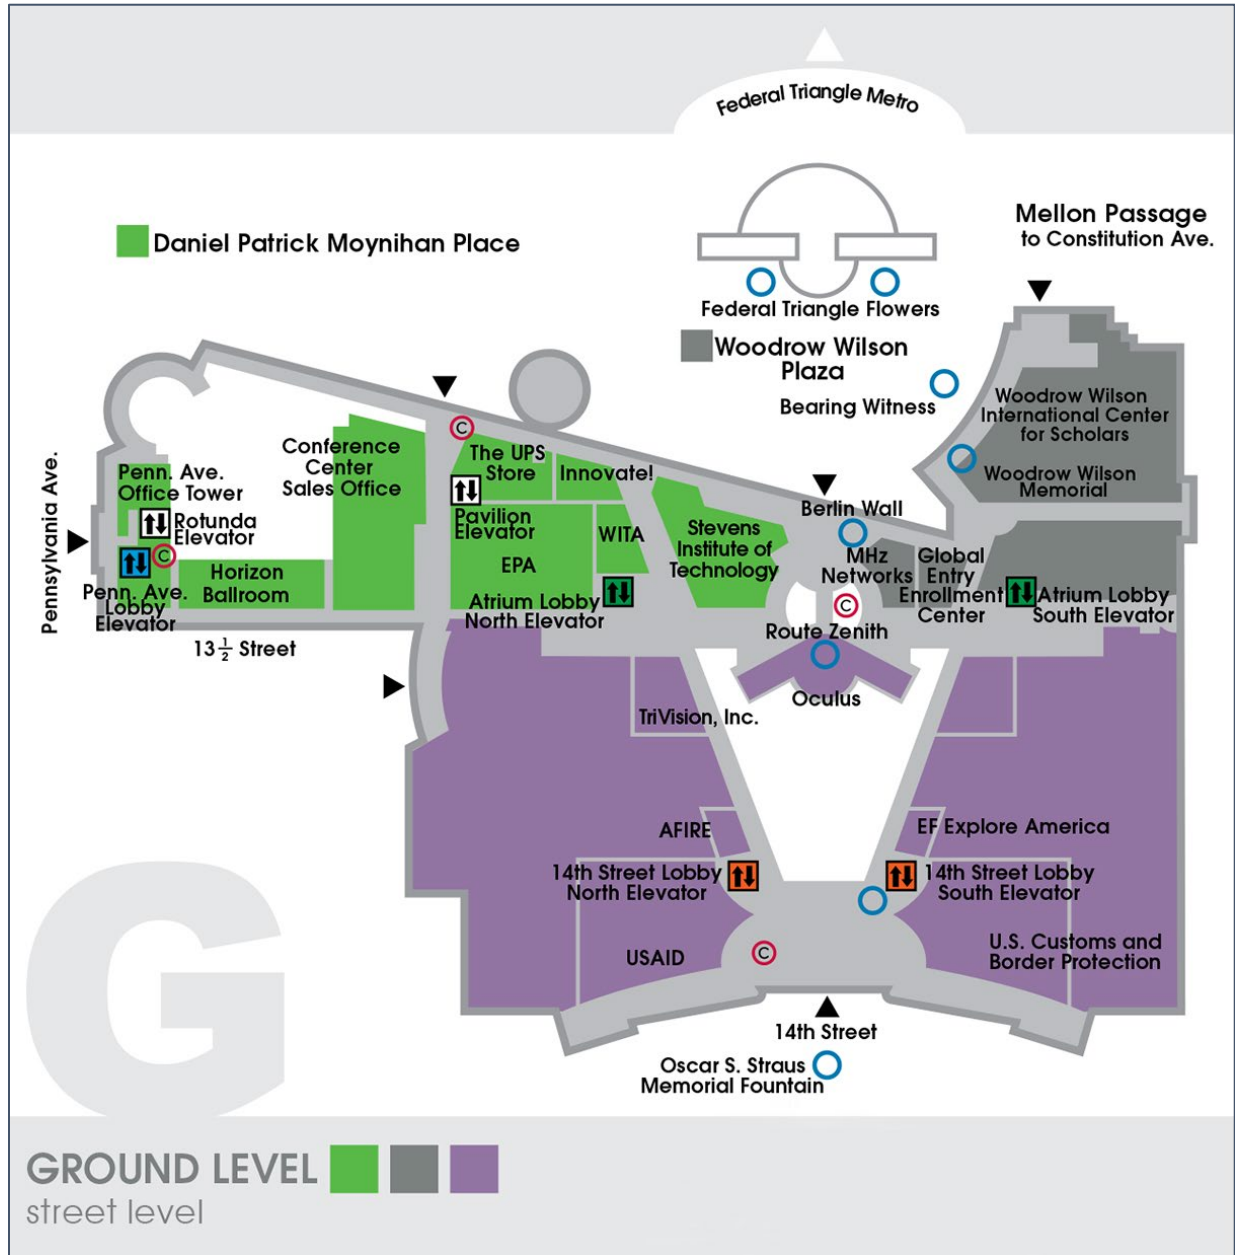 Federal Triangle Metro
Mellon Passage
to Constitution Ave.
Daniel Patrick Moynihan Place
Federal Triangle Flowers
Woodrow Wilson
Plaza
Bearing Witness
Woodrow Wilson
International Center
for Scholars
Woodrow Wilson
Memorial
Pennsylvania Ave.
Penn. Ave.
Office Tower
Rotunda
Elevator
Penn. Ave.
Lobby
Elevator
Conference
Center
Sales Office
Horizon
Ballroom
13 1/2 Street
C
C
The UPS
Store
Innovate!
Pavilion
Elevator
EPA
WITA
Atrium Lobby
North Elevator
Stevens
Institute of
Technology
Berlin Wall
MHz
Networks
Global
Entry
Enrollment
Center
C
Atrium Lobby
South Elevator
Route Zenith
Oculus
TriVision, Inc.
AFIRE
EF Explore America
14th Street Lobby
North Elevator
14th Street Lobby
South Elevator
USAID
C
U.S. Customs and
Border Protection
14th Street
Oscar S. Straus
Memorial Fountain
G
GROUND LEVEL
street level